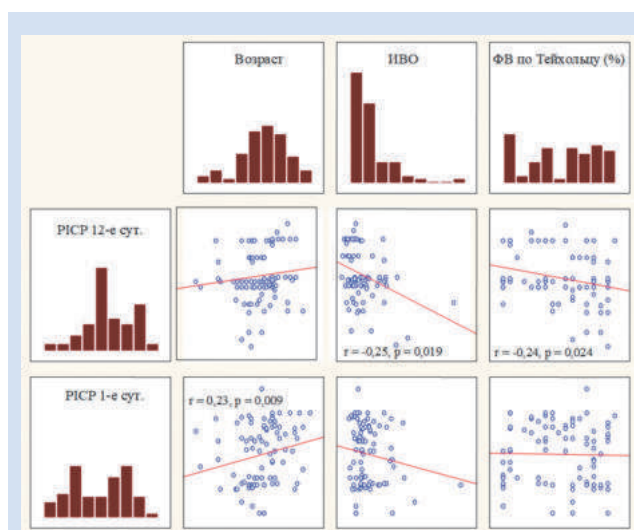 Возраст
ИВО
ФВ по Тейхольцу (%)
PICP 12-е сут.
r = -0,25, p = 0,019
r = -0,24, p = 0,024
PICP 1-е сут.
r = 0,23, p = 0,009